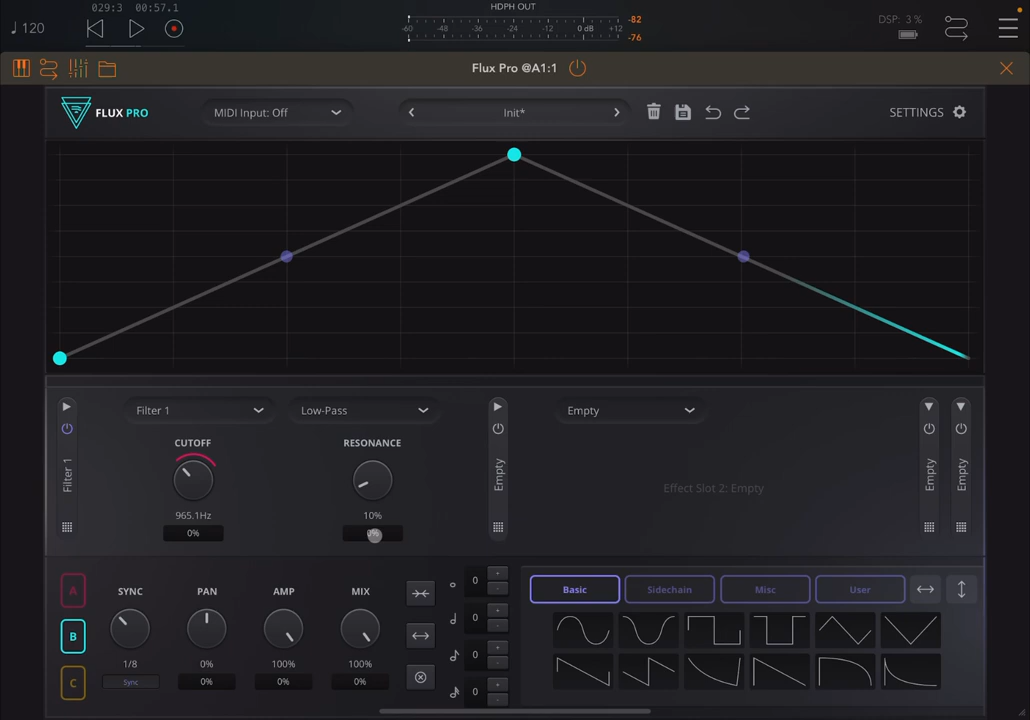 029:3 00:57.1
HDPH OUT
♩120
-60 -48 -36 -24 -12 0 dB +12
-82
-76
DSP: 3 %
Flux Pro @A1:1
FLUX PRO
MIDI Input: Off
Init*
SETTINGS
Filter 1
Filter 1
Low-Pass
CUTOFF
965.1Hz
0%
RESONANCE
10%
0%
Empty
Empty
Effect Slot 2: Empty
Empty
Empty
A
B
C
SYNC
1/8
Sync
PAN
0%
0%
AMP
100%
0%
MIX
100%
0%
0 + -
0 + -
0 + -
0 + -
Basic
Sidechain
Misc
User